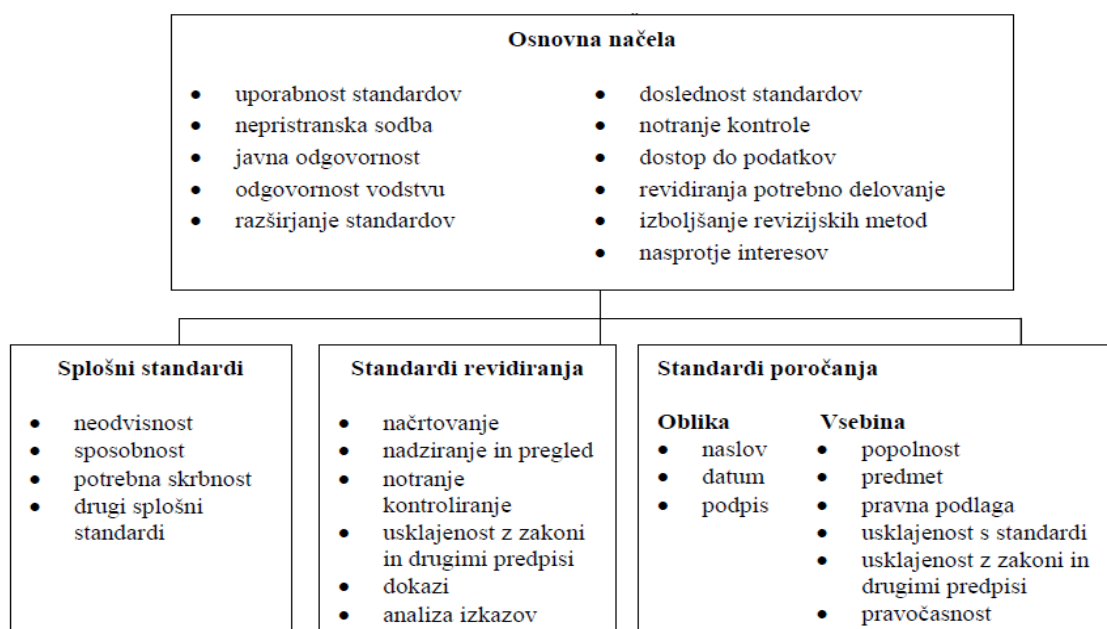 Osnovna načela
• uporabnost standardov
• nepristranska sodba
• javna odgovornost
• odgovornost vodstvu
• razširjanje standardov
• doslednost standardov
• notranje kontrole
• dostop do podatkov
• revidiranja potrebno delovanje
• izboljšanje revizijskih metod
• nasprotje interesov
Splošni standardi
• neodvisnost
• sposobnost
• potrebna skrbnost
• drugi splošni
standardi
Standardi revidiranja
• načrtovanje
• nadziranje in pregled
• notranje
kontroliranje
• usklajenost z zakoni
in drugimi predpisi
• dokazi
• analiza izkazov
Standardi poročanja
Oblika
• naslov
• datum
• podpis
Vsebina
• popolnost
• predmet
• pravna podlaga
• usklajenost s standardi
• usklajenost z zakoni in
drugimi predpisi
• pravočasnost